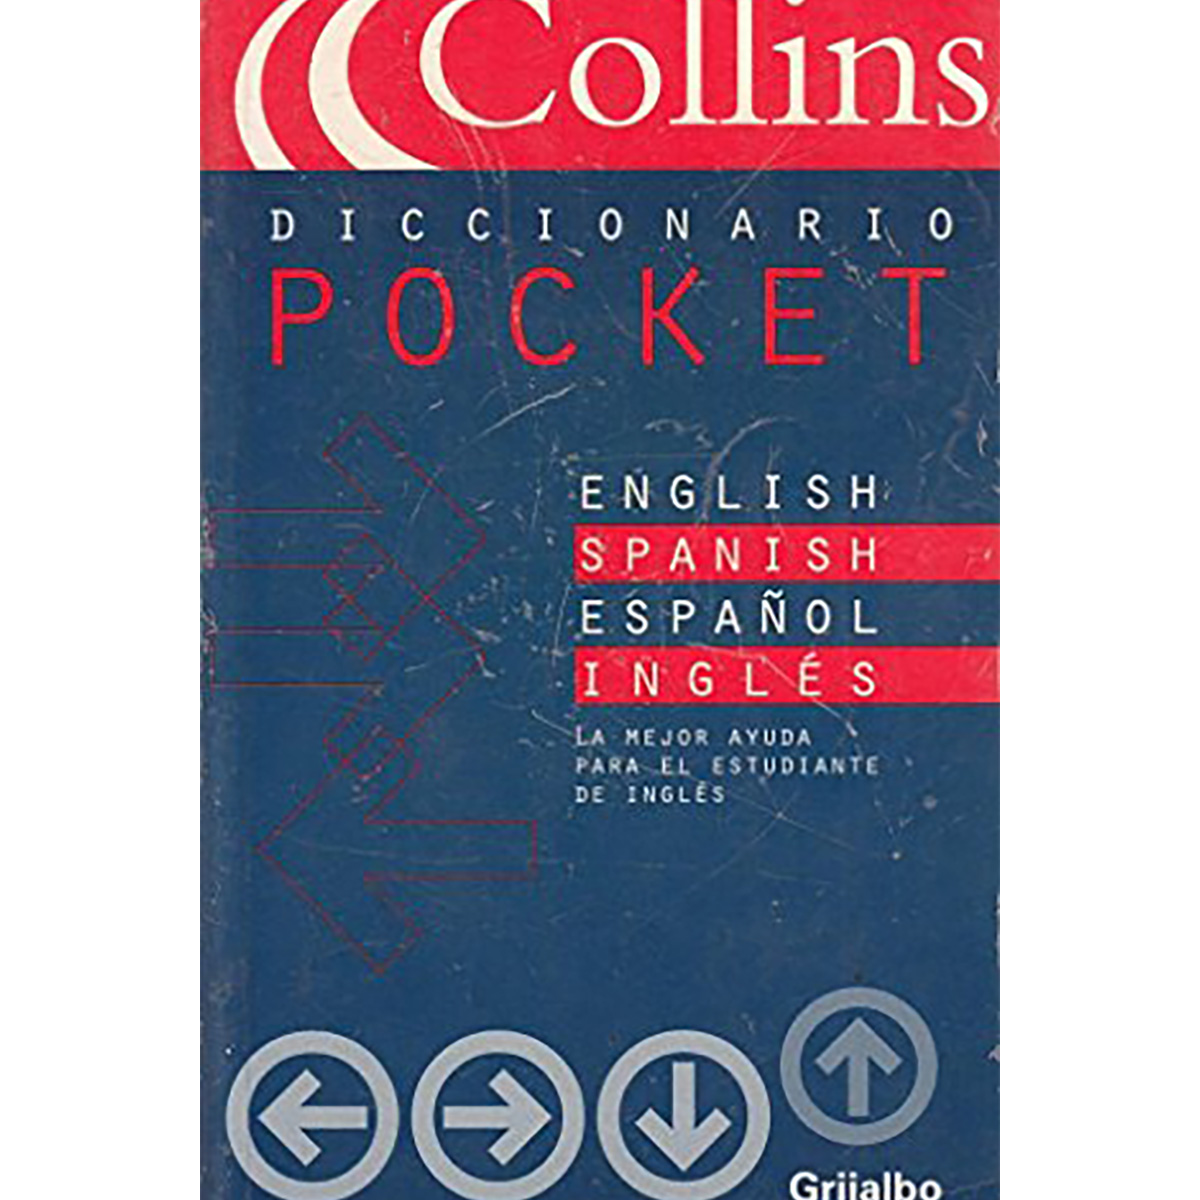 Collins
DICCIONARIO
POCKET
ENGLISH
SPANISH
ESPAÑOL
INGLÉS
LA MEJOR AYUDA
PARA EL ESTUDIANTE
DE INGLÉS
Grijalbo